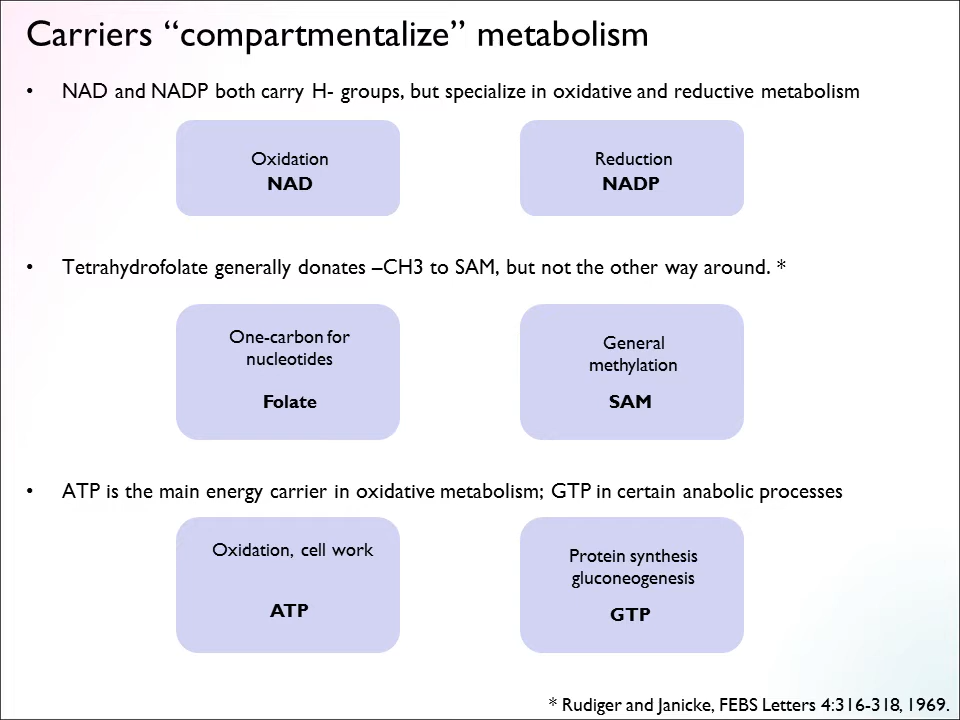 Carriers “compartmentalize” metabolism
• NAD and NADP both carry H- groups, but specialize in oxidative and reductive metabolism
Oxidation
NAD
Reduction
NADP
• Tetrahydrofolate generally donates –CH3 to SAM, but not the other way around. *
One-carbon for
nucleotides
Folate
General
methylation
SAM
• ATP is the main energy carrier in oxidative metabolism; GTP in certain anabolic processes
Oxidation, cell work
ATP
Protein synthesis
gluconeogenesis
GTP
* Rudiger and Janicke, FEBS Letters 4:316-318, 1969.